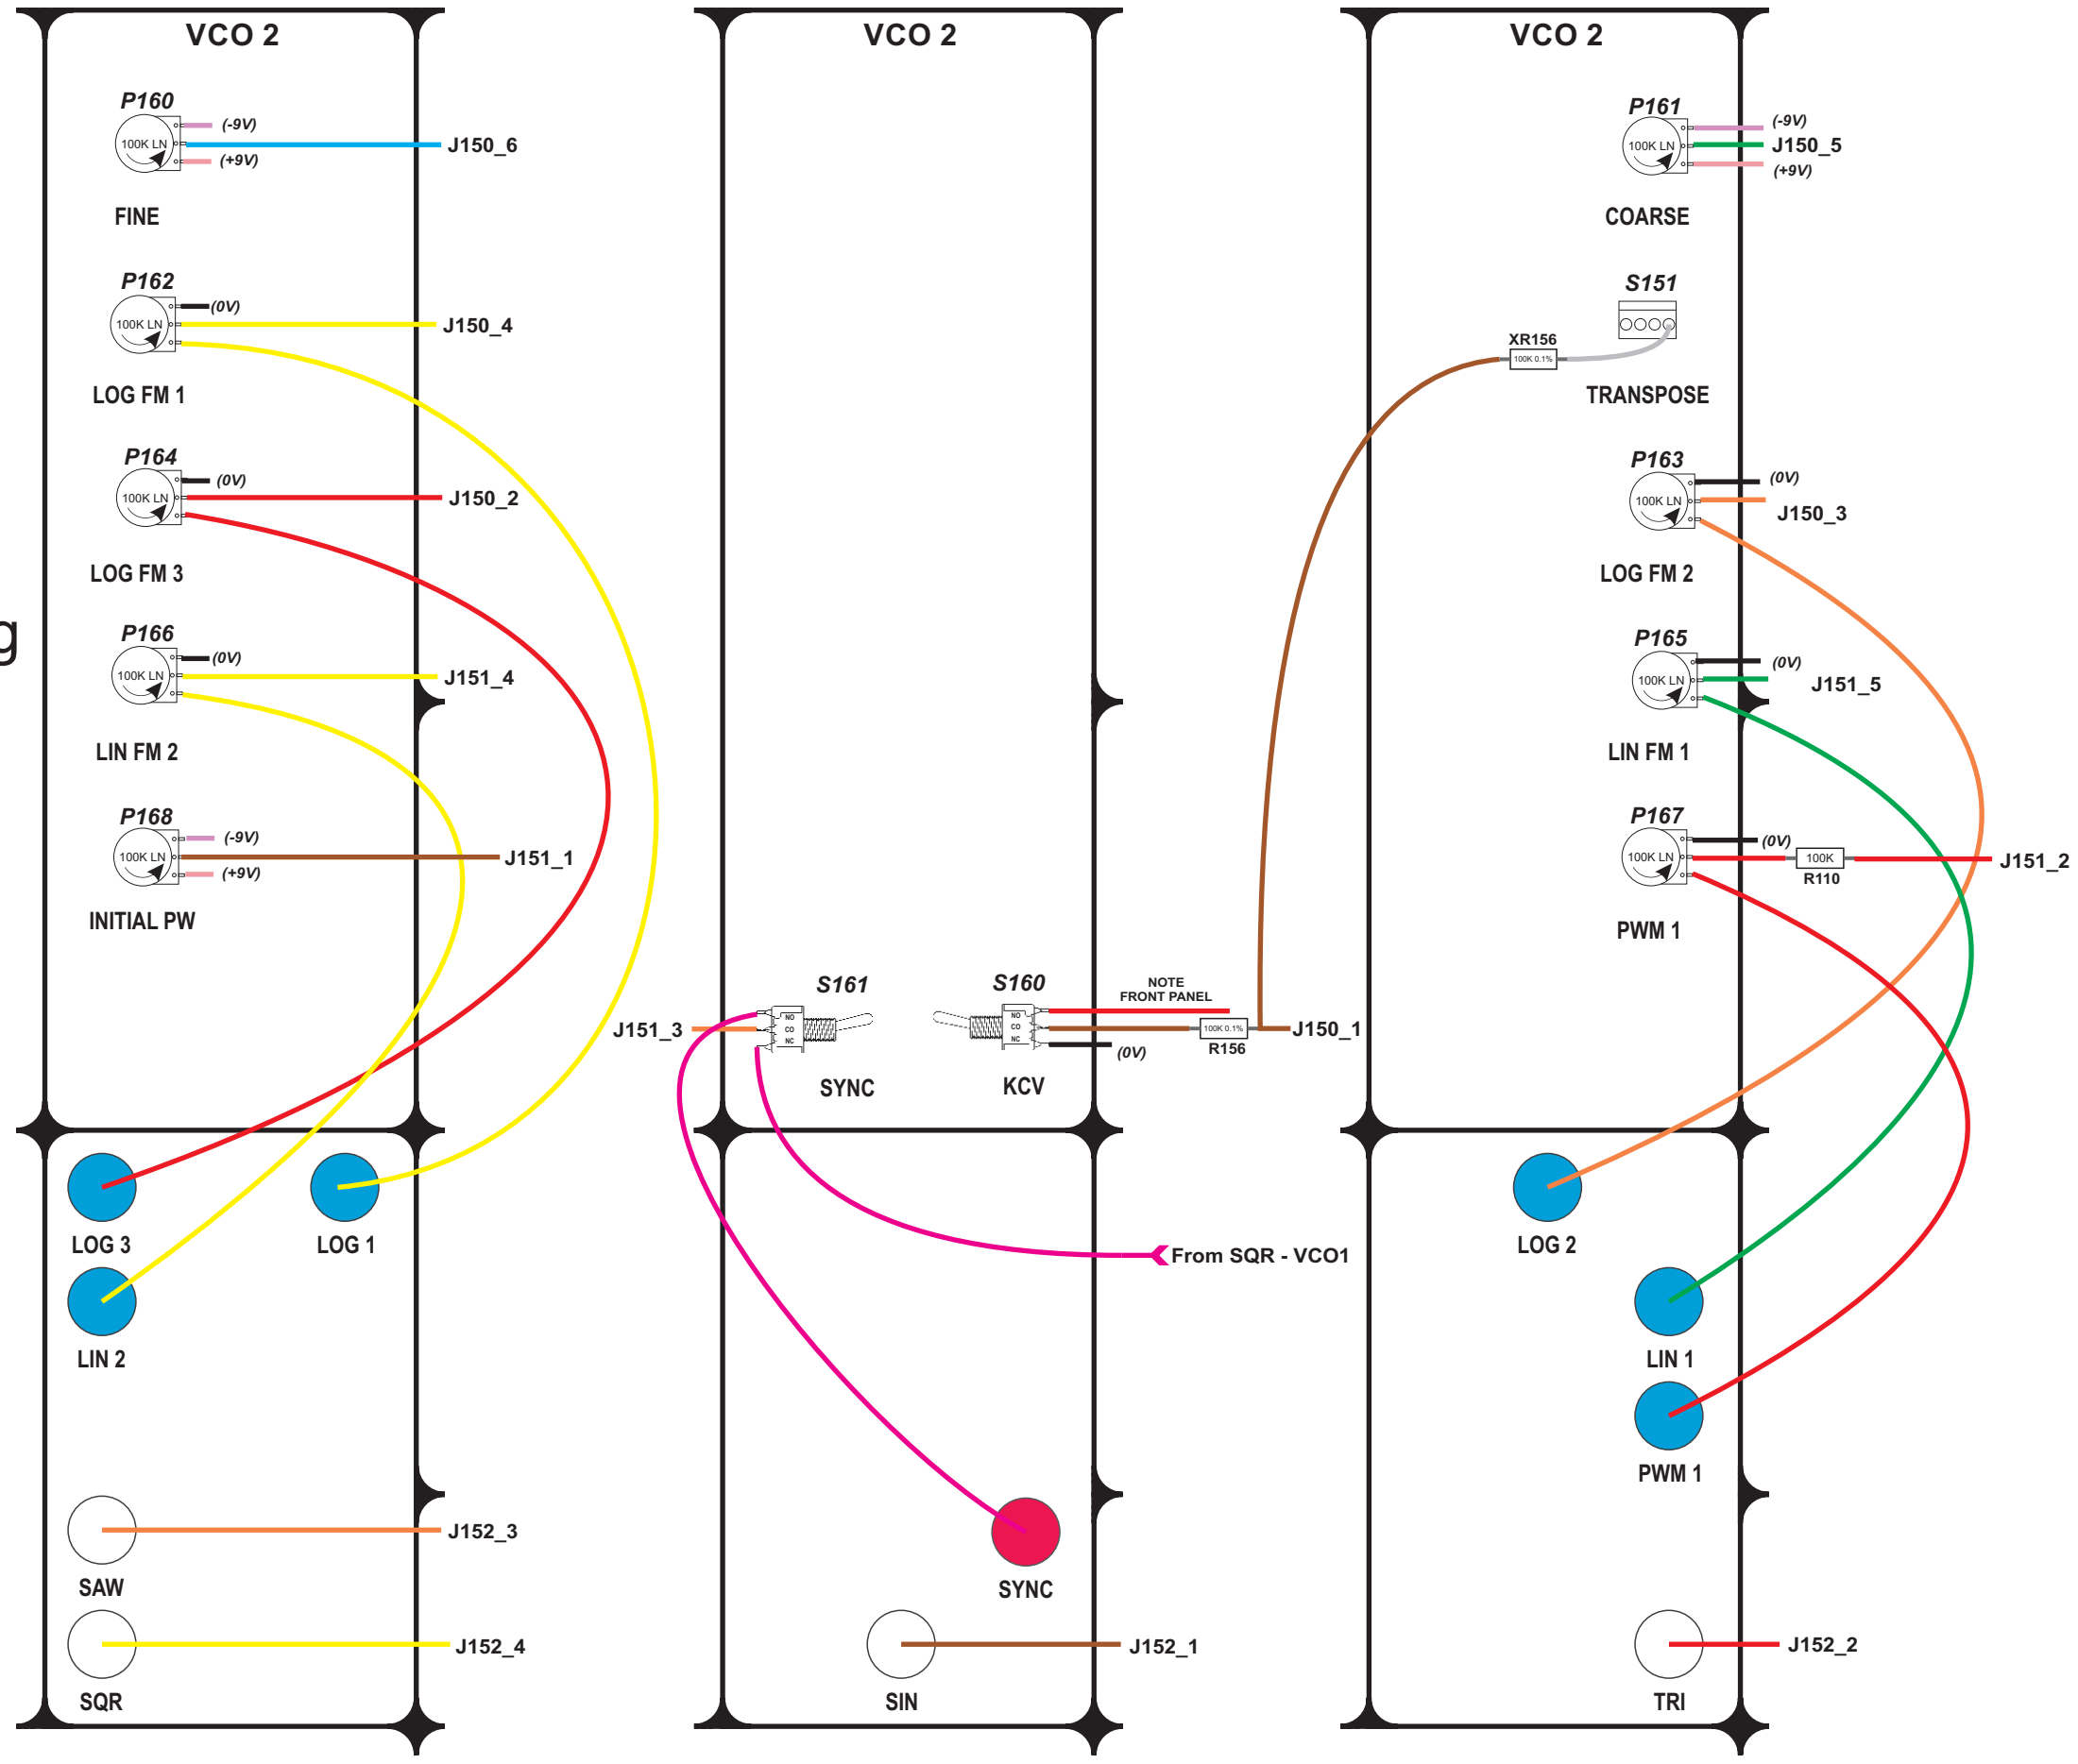 VCO 2
P160
100K LN
(-9V)
J150_6
(+9V)
FINE
P162
100K LN
(0V)
J150_4
LOG FM 1
P164
100K LN
(0V)
J150_2
LOG FM 3
g
P166
100K LN
(0V)
J151_4
LIN FM 2
P168
100K LN
(-9V)
J151_1
(+9V)
INITIAL PW
LOG 3
LOG 1
LIN 2
SAW
J152_3
SQR
J152_4
VCO 2
S161
J151_3
NO
CO
NC
SYNC
S160
NO
CO
NC
KCV
NOTE
FRONT PANEL
(0V)
100K 0.1%
R156
J150_1
From SQR - VCO1
SYNC
SIN
J152_1
VCO 2
P161
100K LN
(-9V)
J150_5
(+9V)
COARSE
S151
XR156
100K 0.1%
TRANSPOSE
P163
100K LN
(0V)
J150_3
LOG FM 2
P165
100K LN
(0V)
J151_5
LIN FM 1
P167
100K LN
(0V)
100K
R110
J151_2
PWM 1
LOG 2
LIN 1
PWM 1
TRI
J152_2